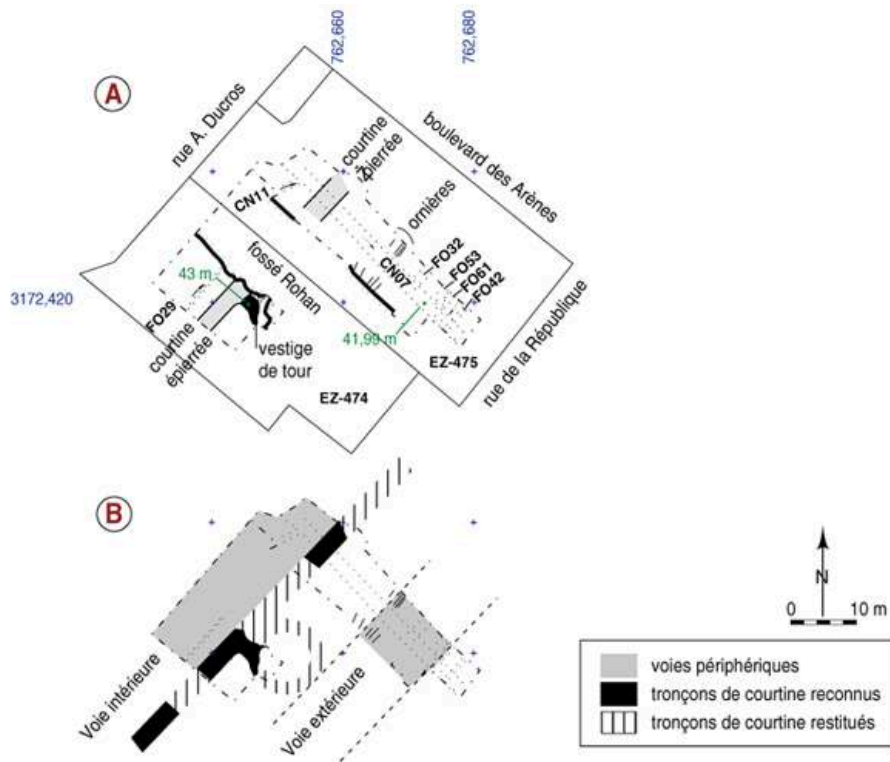 762,660
762,680
A
rue A. Ducros
boulevard des Arènes
courtine
épierrée
CN11
ornières
fossé Rohan
CN07
FO32
FO53
FO61
FO42
43 m
3172,420
FO29
courtine
épierrée
vestige
de tour
41,99 m
EZ-475
rue de la République
EZ-474
B
N
0 10 m
Voie intérieure
Voie extérieure
voies périphériques
tronçons de courtine reconnus
tronçons de courtine restitués